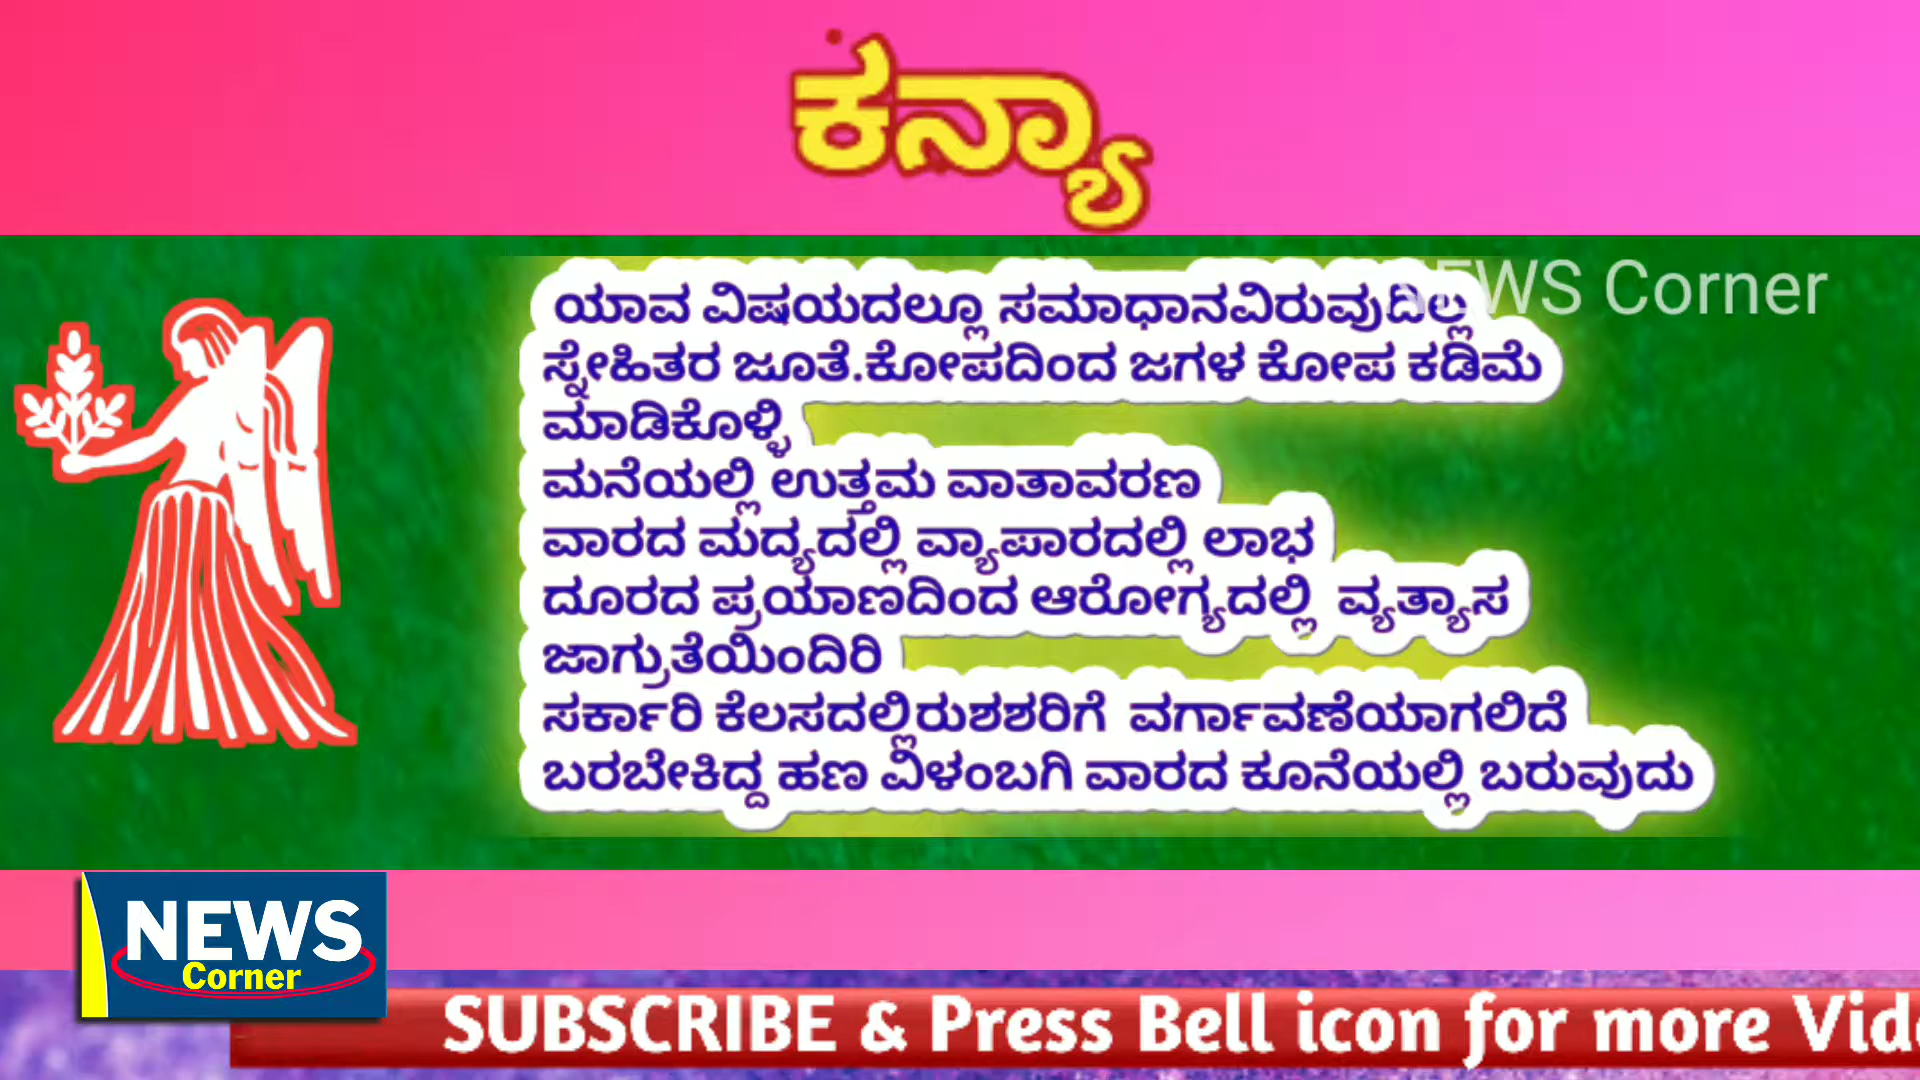 ಕನ್ಯಾ
NEWS Corner
ಯಾವ ವಿಷಯದಲ್ಲೂ ಸಮಾಧಾನವಿರುವುದಿಲ್ಲ
ಸ್ನೇಹಿತರ ಜೂತೆ.ಕೋಪದಿಂದ ಜಗಳ ಕೋಪ ಕಡಿಮೆ
ಮಾಡಿಕೊಳ್ಳಿ
ಮನೆಯಲ್ಲಿ ಉತ್ತಮ ವಾತಾವರಣ
ವಾರದ ಮದ್ಯದಲ್ಲಿ ವ್ಯಾಪಾರದಲ್ಲಿ ಲಾಭ
ದೂರದ ಪ್ರಯಾಣದಿಂದ ಆರೋಗ್ಯದಲ್ಲಿ ವ್ಯತ್ಯಾಸ
ಜಾಗ್ರುತೆಯಿಂದಿರಿ
ಸರ್ಕಾರಿ ಕೆಲಸದಲ್ಲಿರುಶಶರಿಗೆ ವರ್ಗಾವಣೆಯಾಗಲಿದೆ
ಬರಬೇಕಿದ್ದ ಹಣ ವಿಳಂಬಗಿ ವಾರದ ಕೂನೆಯಲ್ಲಿ ಬರುವುದು
NEWS
Corner
SUBSCRIBE & Press Bell icon for more Vid